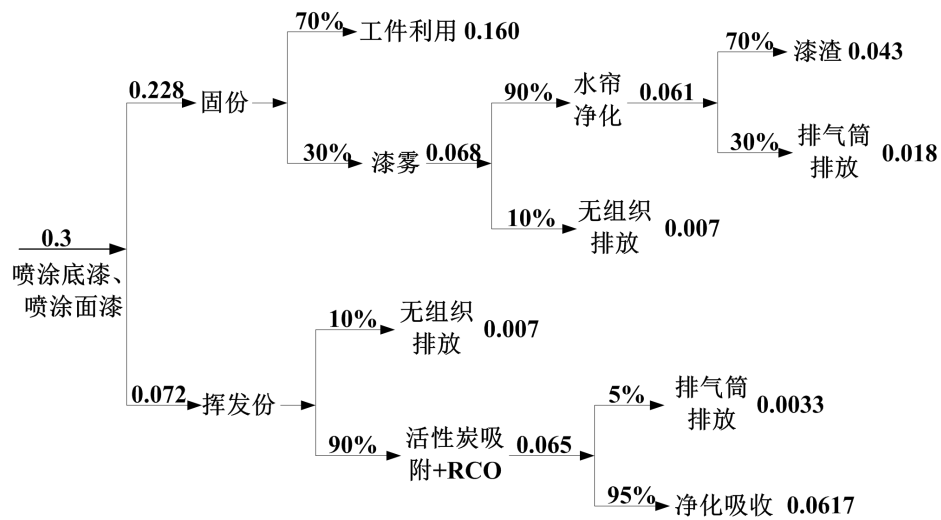 70%
工件利用 0.160
0.228
固份
30%
漆雾
0.068
90%
水帘
净化
0.061
70%
漆渣 0.043
30%
排气筒
排放
0.018
10%
无组织
排放
0.007
0.3
喷涂底漆、
喷涂面漆
0.072
挥发份
10%
无组织
排放
0.007
90%
活性炭吸
附+RCO
0.065
5%
排气筒
排放
0.0033
95%
净化吸收 0.0617